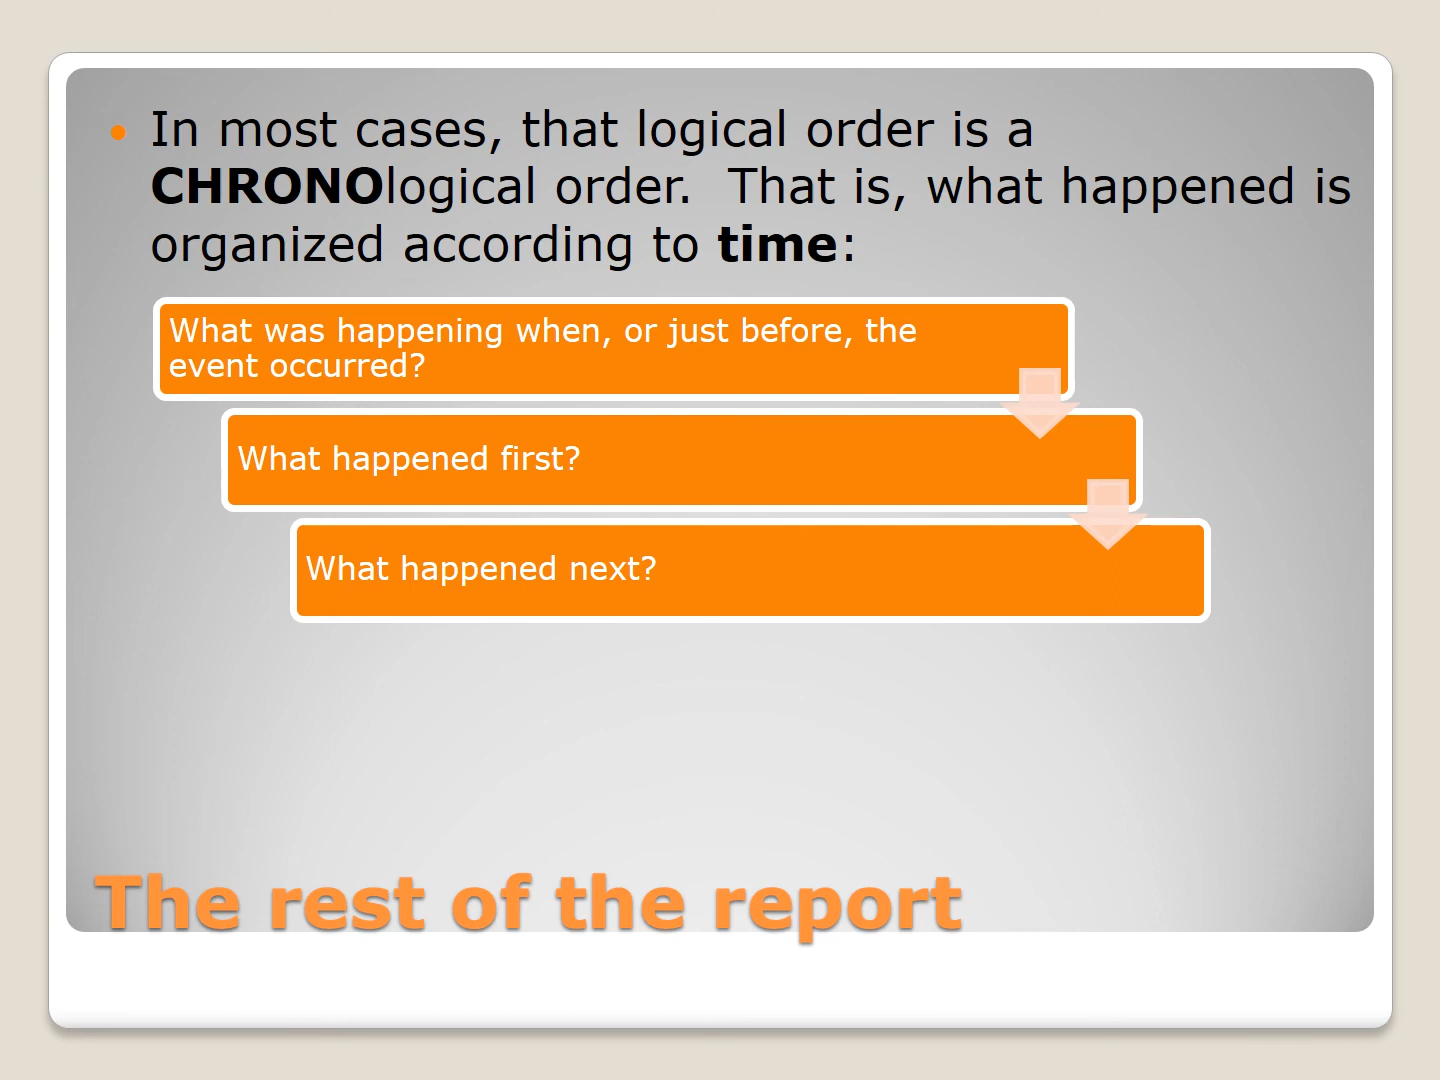 In most cases, that logical order is a
CHRONOlogical order.  That is, what happened is
organized according to time:
What was happening when, or just before, the
event occurred?
What happened first?
What happened next?
The rest of the report